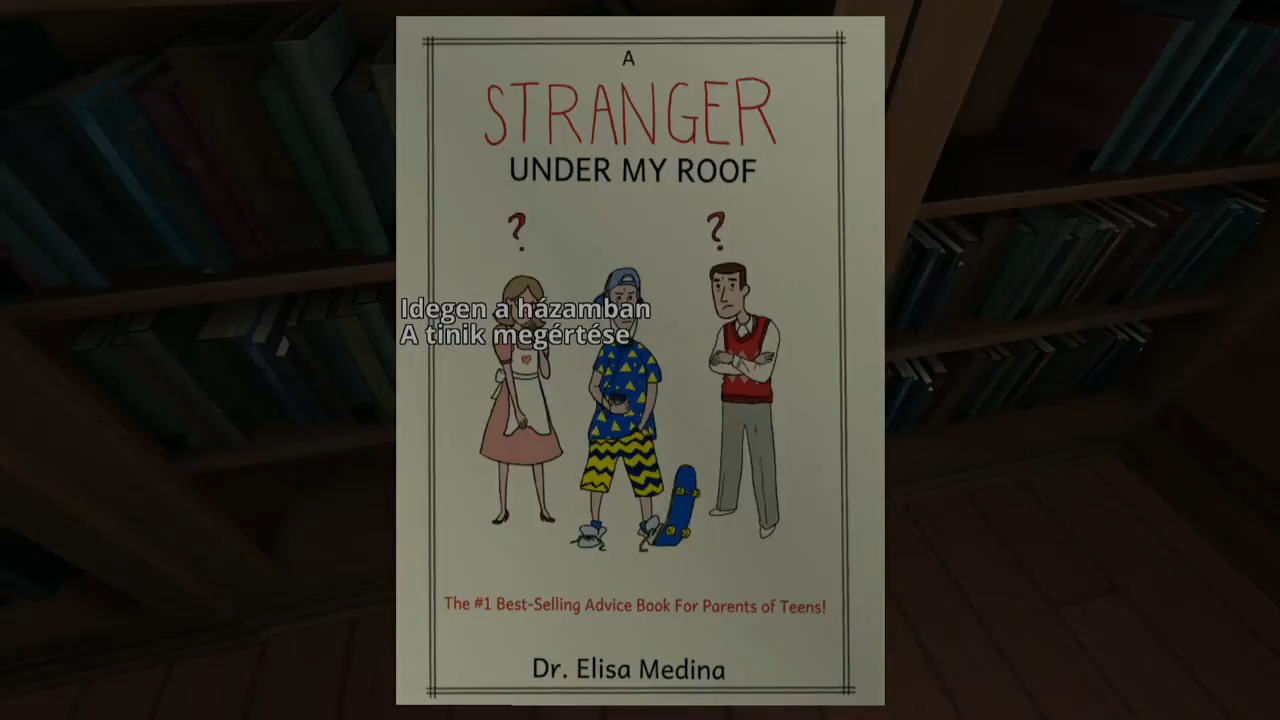 A
STRANGER
UNDER MY ROOF
? ?
Idegen a házamban
A tinik megértése
The #1 Best-Selling Advice Book For Parents of Teens!
Dr. Elisa Medina